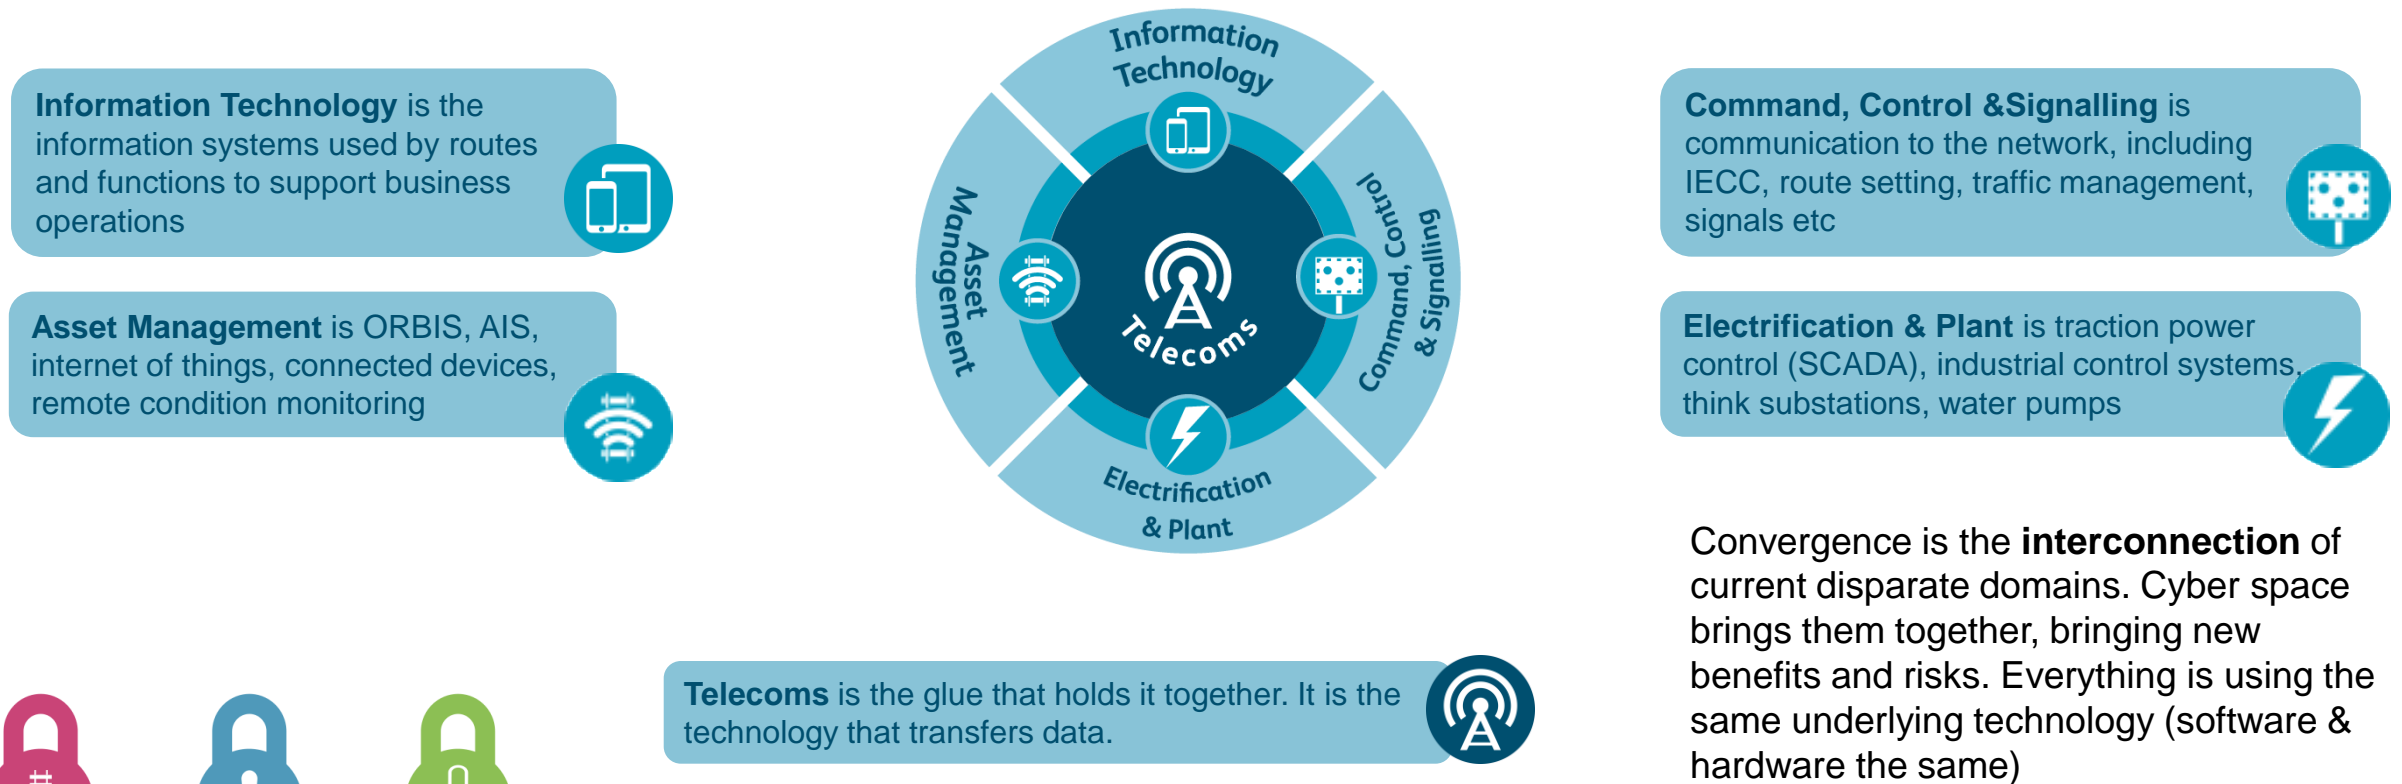 Information Technology is the
information systems used by routes
and functions to support business
operations
Asset Management is ORBIS, AIS,
internet of things, connected devices,
remote condition monitoring
Information
Technology
Asset
Management
Command, Control
& Signalling
Telecoms
Electrification
& Plant
Command, Control &Signalling is
communication to the network, including
IECC, route setting, traffic management,
signals etc
Electrification & Plant is traction power
control (SCADA), industrial control systems,
think substations, water pumps
Telecoms is the glue that holds it together. It is the
technology that transfers data.
Convergence is the interconnection of
current disparate domains. Cyber space
brings them together, bringing new
benefits and risks. Everything is using the
same underlying technology (software &
hardware the same)